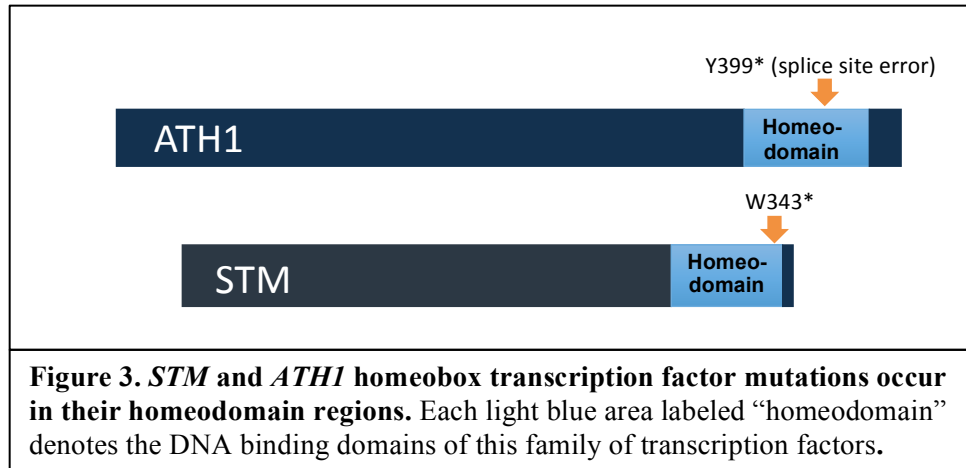 Y399* (splice site error)
ATH1
Homeo-
domain
W343*
STM
Homeo-
domain
Figure 3. STM and ATH1 homeobox transcription factor mutations occur
in their homeodomain regions. Each light blue area labeled “homeodomain”
denotes the DNA binding domains of this family of transcription factors.